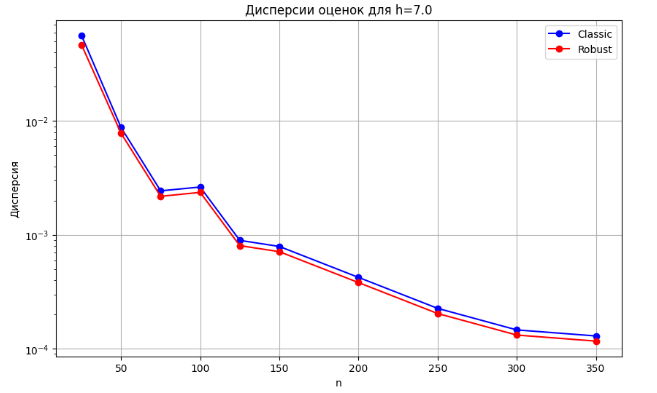 Дисперсии оценок для h=7.0
Classic
Robust
Дисперсия
10⁻²
10⁻³
10⁻⁴
50 100 150 200 250 300 350
n